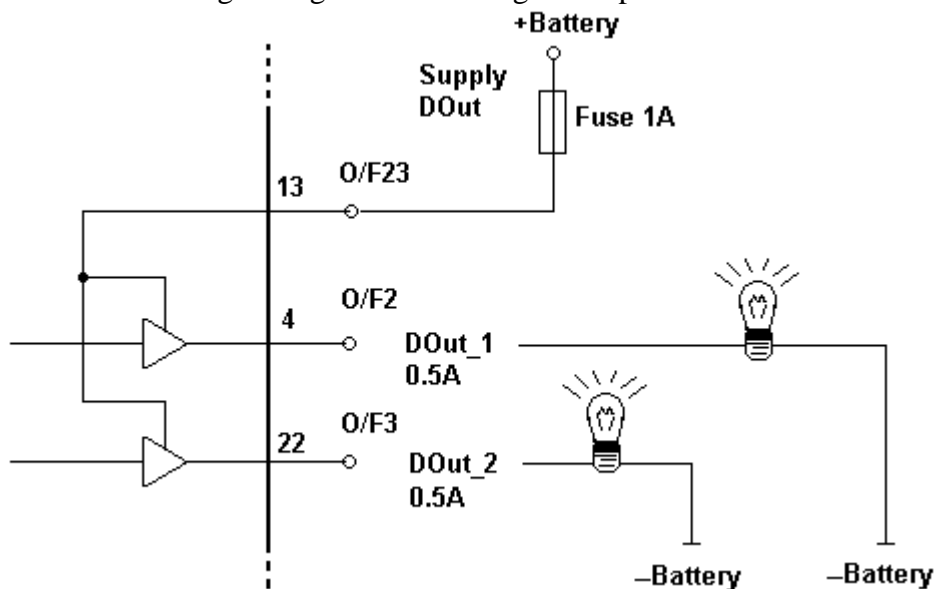 +Battery
Supply
DOut
Fuse 1A
13
O/F23
4
O/F2
DOut_1
0.5A
22
O/F3
DOut_2
0.5A
–Battery
–Battery